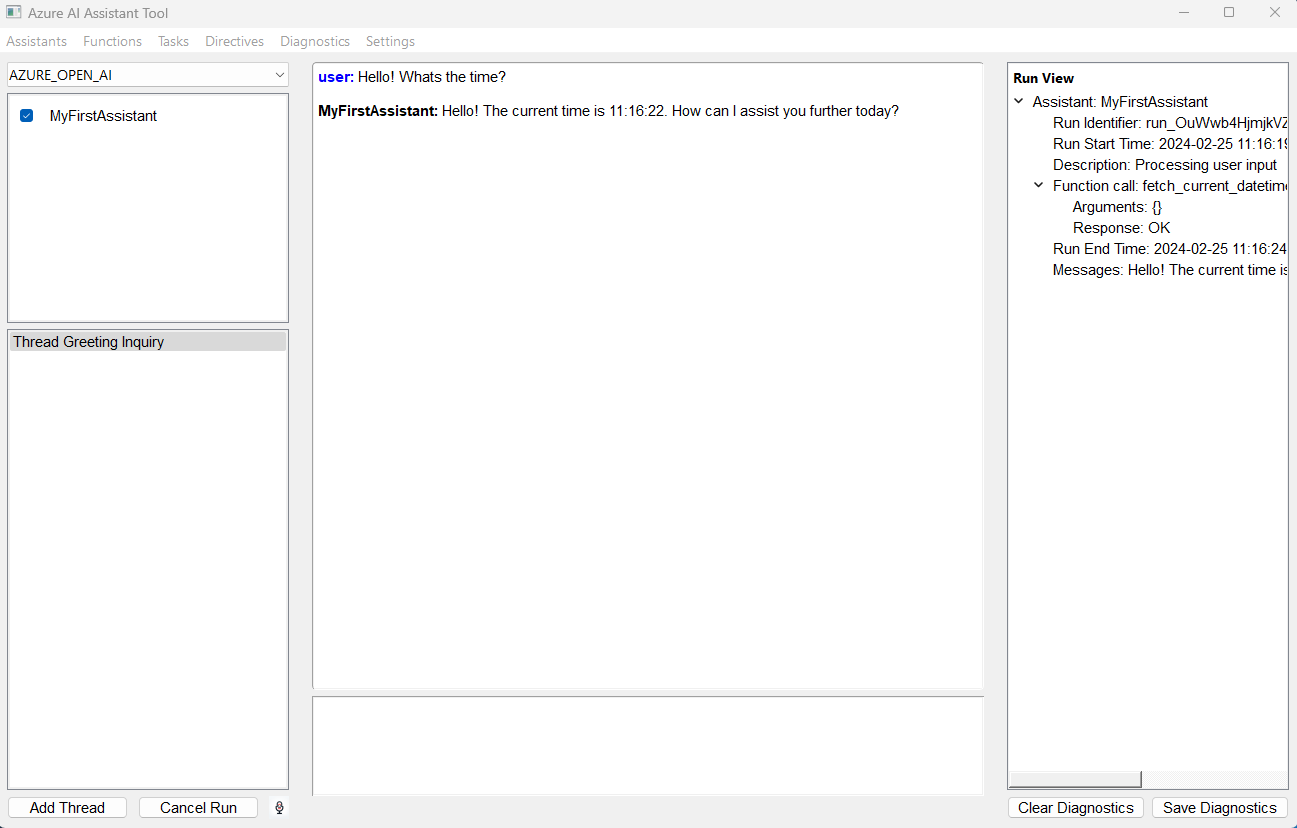 Azure AI Assistant Tool
Assistants Functions Tasks Directives Diagnostics Settings
AZURE_OPEN_AI
MyFirstAssistant
Thread Greeting Inquiry
Add Thread Cancel Run
user: Hello! Whats the time?
MyFirstAssistant: Hello! The current time is 11:16:22. How can I assist you further today?
Run View
Assistant: MyFirstAssistant
Run Identifier: run_OuWwb4HjmjkVZ
Run Start Time: 2024-02-25 11:16:19
Description: Processing user input
Function call: fetch_current_datetime
Arguments: {}
Response: OK
Run End Time: 2024-02-25 11:16:24
Messages: Hello! The current time is
Clear Diagnostics Save Diagnostics